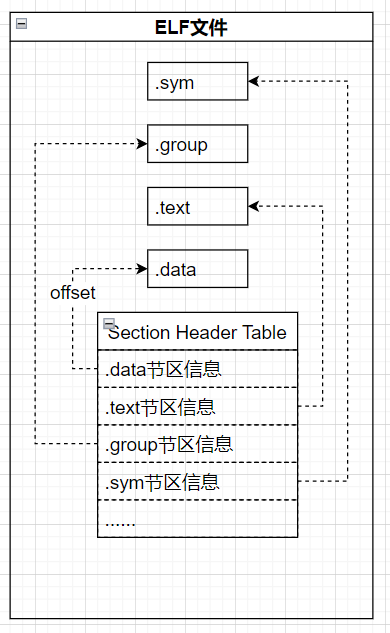 ELF文件
.sym
.group
.text
.data
offset
Section Header Table
.data节区信息
.text节区信息
.group节区信息
.sym节区信息
......